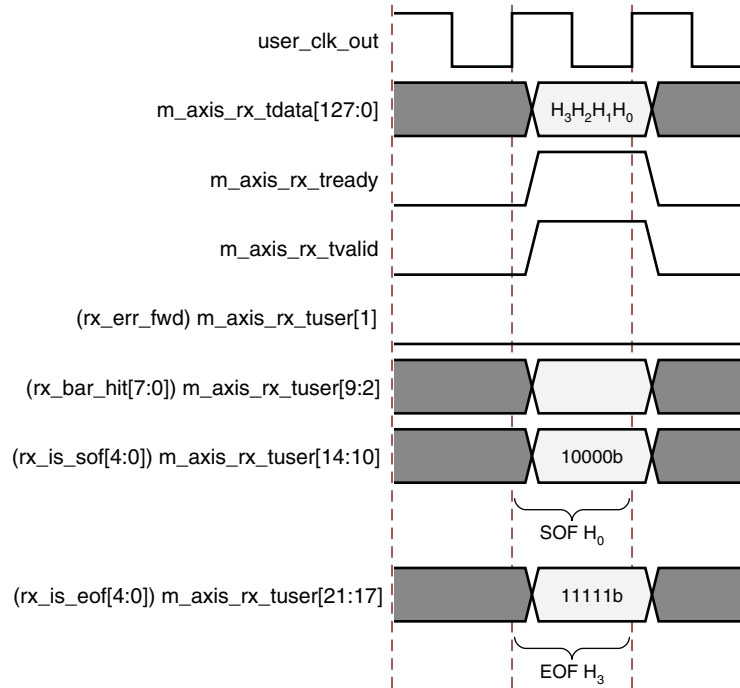 user_clk_out
m_axis_rx_tdata[127:0]
H₃H₂H₁H₀
m_axis_rx_tready
m_axis_rx_tvalid
(rx_err_fwd) m_axis_rx_tuser[1]
(rx_bar_hit[7:0]) m_axis_rx_tuser[9:2]
(rx_is_sof[4:0]) m_axis_rx_tuser[14:10]
10000b
SOF H₀
(rx_is_eof[4:0]) m_axis_rx_tuser[21:17]
11111b
EOF H₃